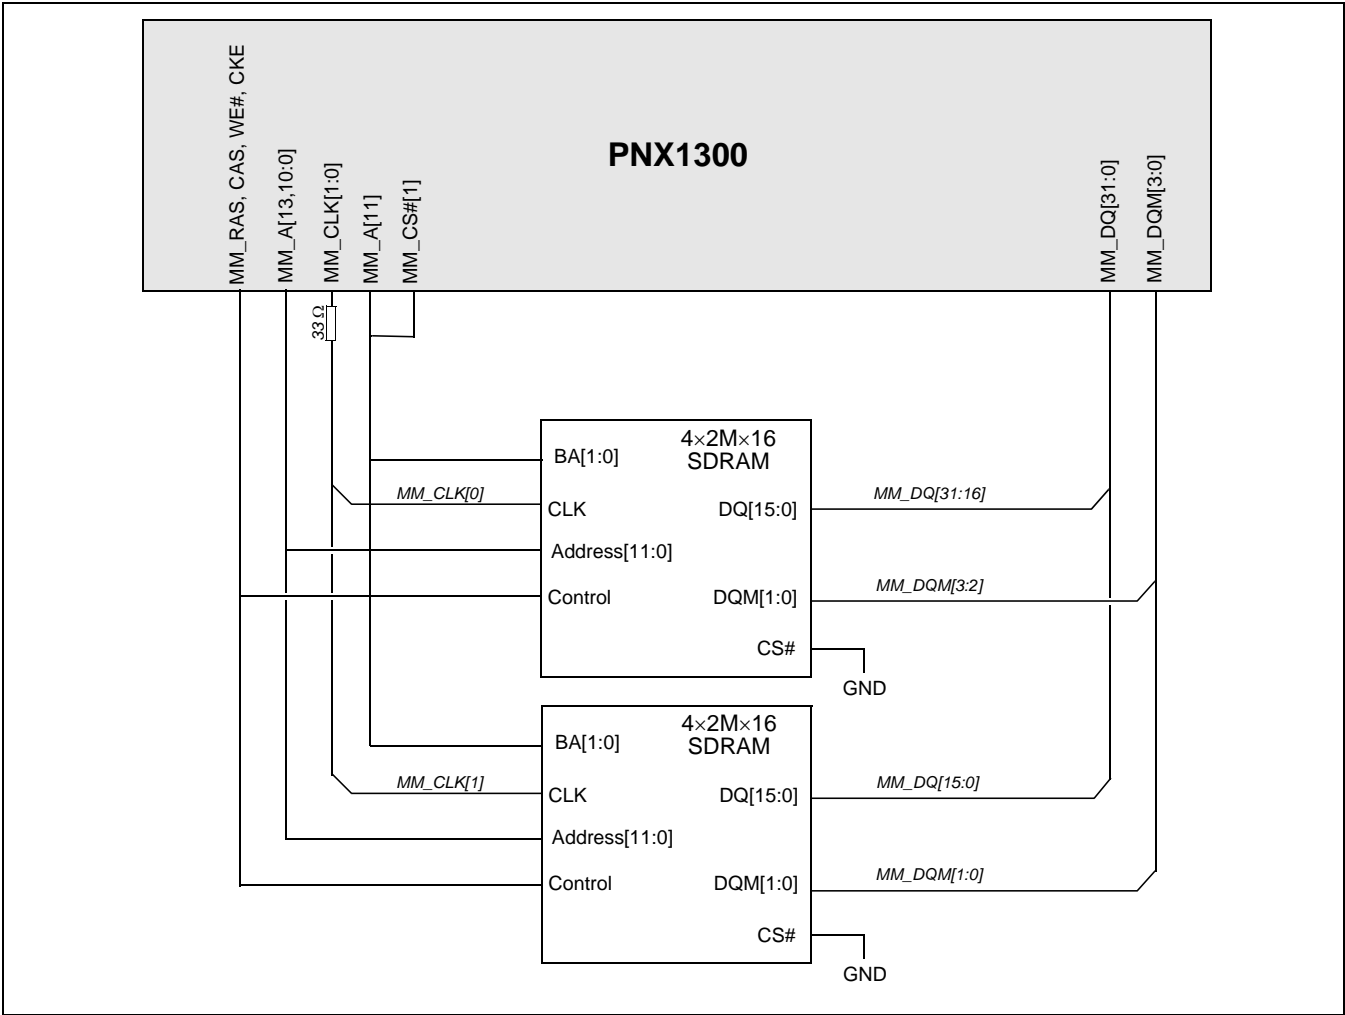 MM_RAS, CAS, WE#, CKE
MM_A[13,10:0]
MM_CLK[1:0]
MM_A[11]
MM_CS#[1]
PNX1300
MM_DQ[31:0]
MM_DQM[3:0]
33 Ω
4×2M×16
SDRAM
BA[1:0]
MM_CLK[0]
CLK
DQ[15:0]
MM_DQ[31:16]
Address[11:0]
Control
DQM[1:0]
MM_DQM[3:2]
CS#
GND
4×2M×16
SDRAM
BA[1:0]
MM_CLK[1]
CLK
DQ[15:0]
MM_DQ[15:0]
Address[11:0]
Control
DQM[1:0]
MM_DQM[1:0]
CS#
GND